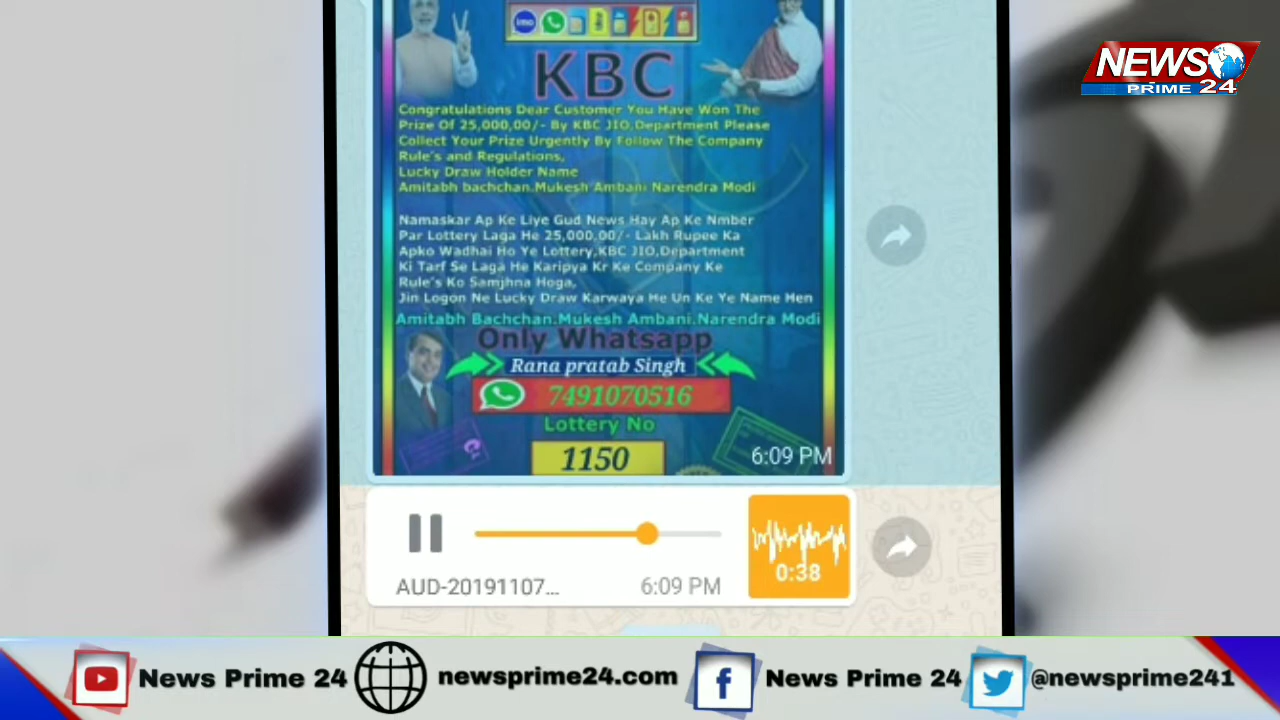 NEWS
PRIME 24
imo
KBC
Congratulations Dear Customer You Have Won The
Prize Of 25,000,00/- By KBC JIO,Department Please
Collect Your Prize Urgently By Follow The Company
Rule's and Regulations,
Lucky Draw Holder Name
Amitabh bachchan.Mukesh Ambani Narendra Modi
Namaskar Ap Ke Liye Gud News Hay Ap Ke Nmber
Par Lottery Laga He 25,000,00/- Lakh Rupee Ka
Apko Wadhai Ho Ye Lottery,KBC JIO,Department
Ki Tarf Se Laga He Karipya Kr Ke Company Ke
Rule's Ko Samjhna Hoga,
Jin Logon Ne Lucky Draw Karwaya He Un Ke Ye Name Hen
Amitabh Bachchan.Mukesh Ambani.Narendra Modi
Only Whatsapp
Rana pratab Singh
7491070516
Lottery No
1150
6:09 PM
0:38
AUD-20191107...
6:09 PM
News Prime 24
newsprime24.com
News Prime 24
@newsprime241